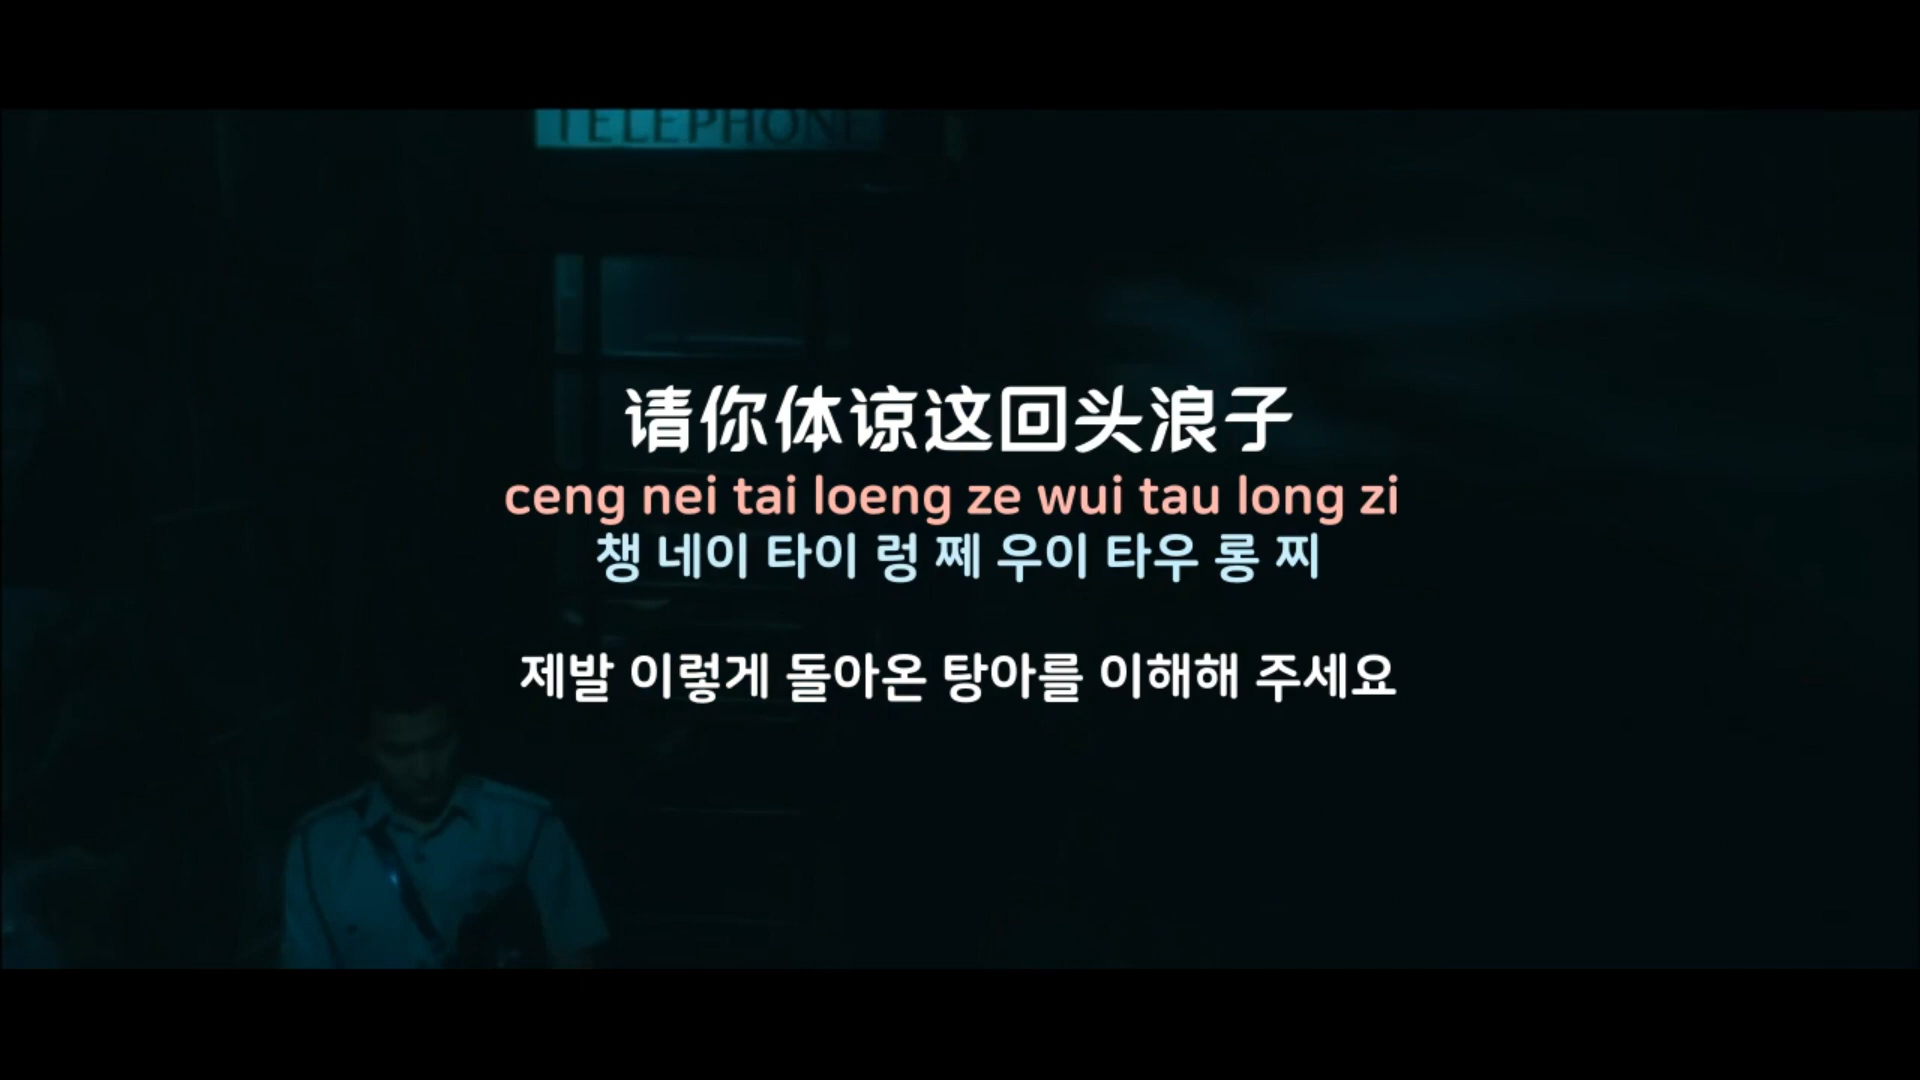 TELEPHONE
请你体谅这回头浪子
ceng nei tai loeng ze wui tau long zi
챙 네이 타이 렁 쩨 우이 타우 롱 찌
제발 이렇게 돌아온 탕아를 이해해 주세요